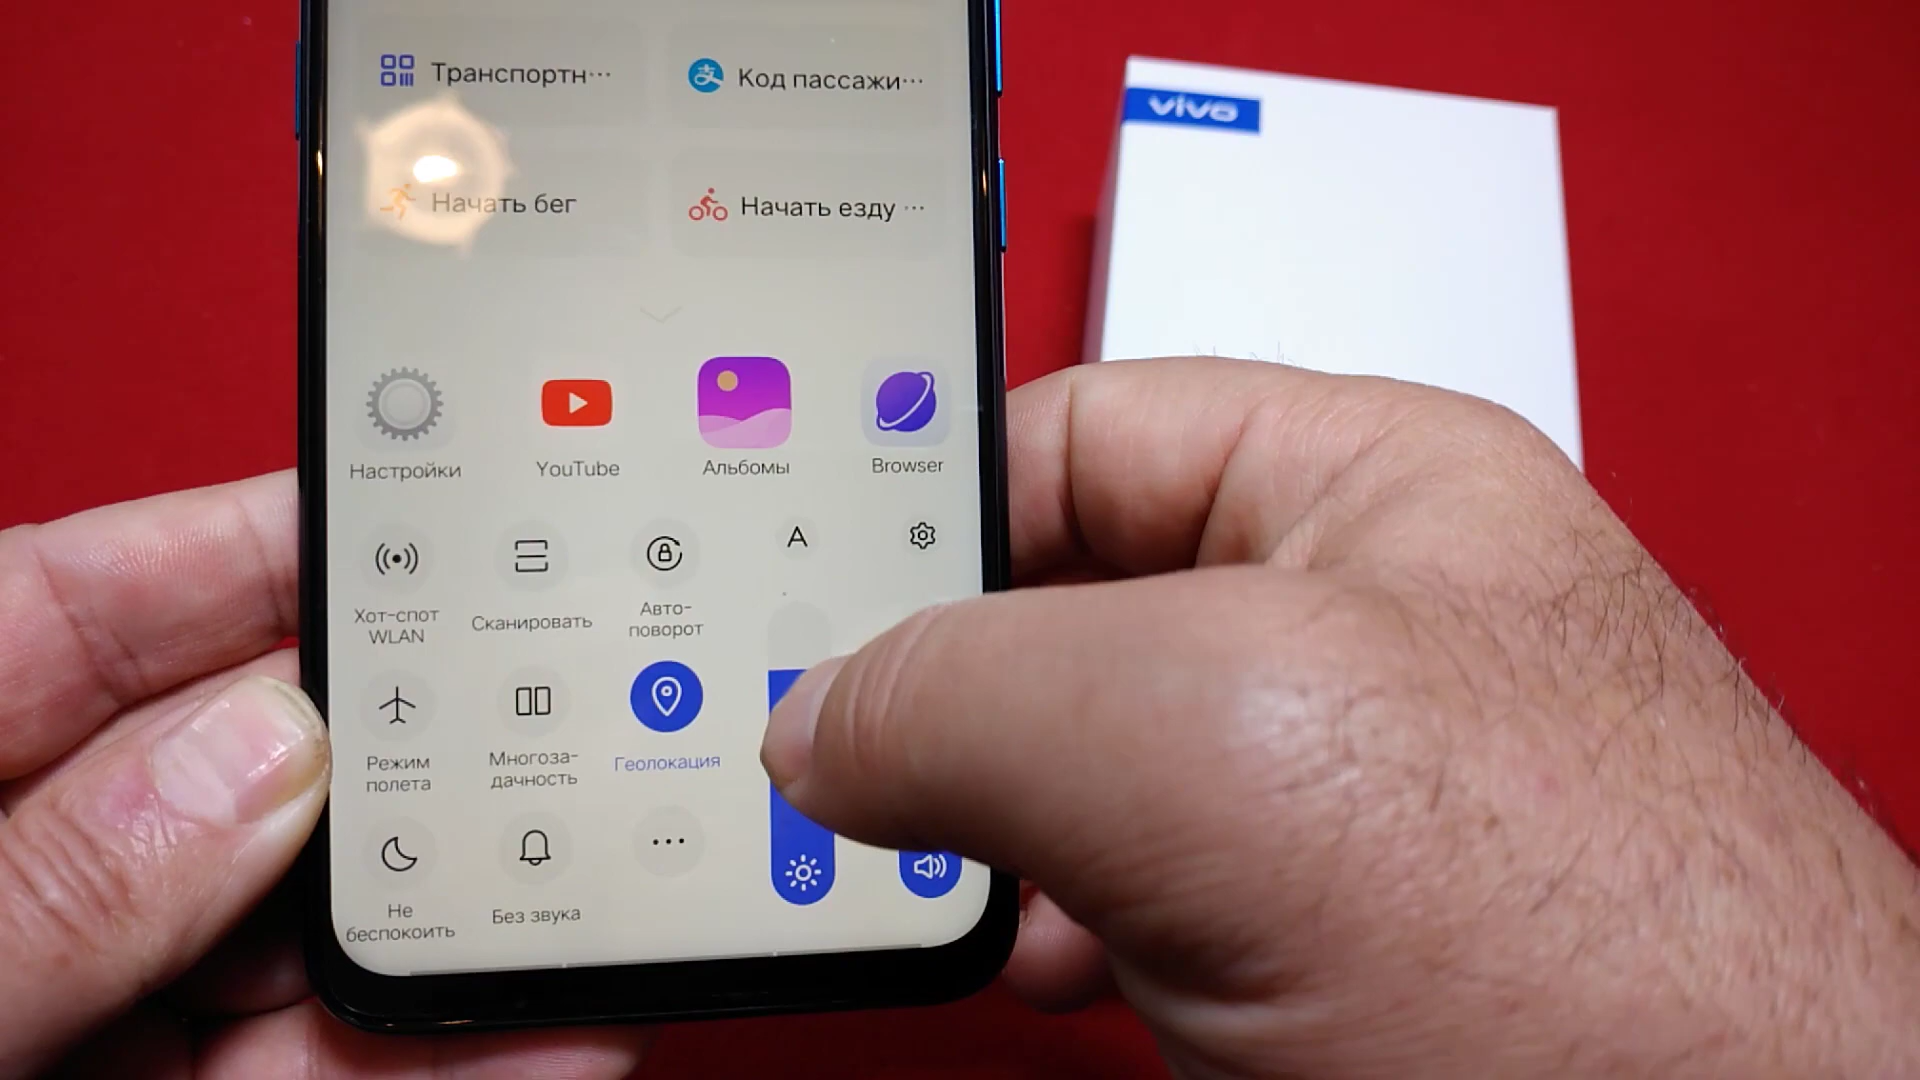 Транспортн···
Код пассажи···
vivo
Начать бег
Начать езду ···
Настройки
YouTube
Альбомы
Browser
A
Хот-спот
WLAN
Сканировать
Авто-
поворот
Режим
полета
Многоза-
дачность
Геолокация
Не
беспокоить
Без звука